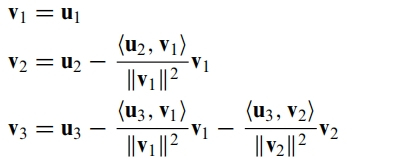 v₁ = u₁
v₂ = u₂ − ⟨u₂, v₁⟩ / ‖v₁‖² v₁
v₃ = u₃ − ⟨u₃, v₁⟩ / ‖v₁‖² v₁ − ⟨u₃, v₂⟩ / ‖v₂‖² v₂